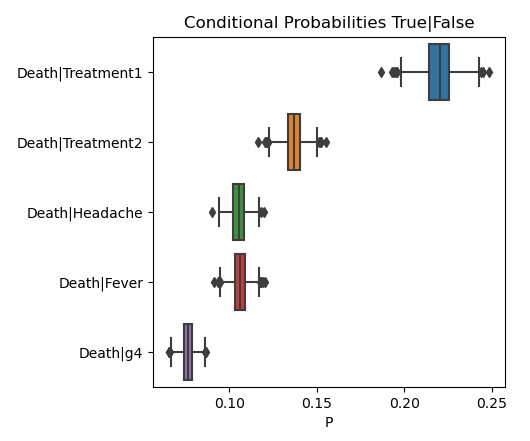 Conditional Probabilities True|False
Death|Treatment1
Death|Treatment2
Death|Headache
Death|Fever
Death|g4
0.10 0.15 0.20 0.25
P